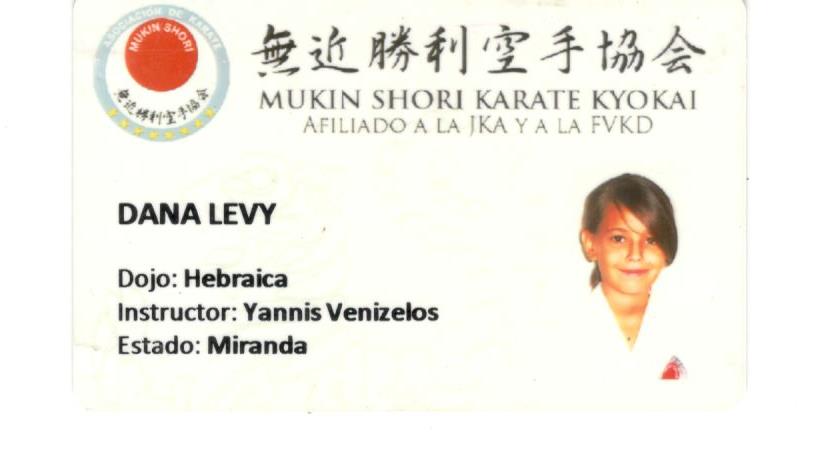 ASOCIACIÓN DE KARATE
MUKIN SHORI
無近勝利空手協会
無近勝利空手協会
MUKIN SHORI KARATE KYOKAI
AFILIADO A LA JKA Y A LA FVKD
DANA LEVY
Dojo: Hebraica
Instructor: Yannis Venizelos
Estado: Miranda